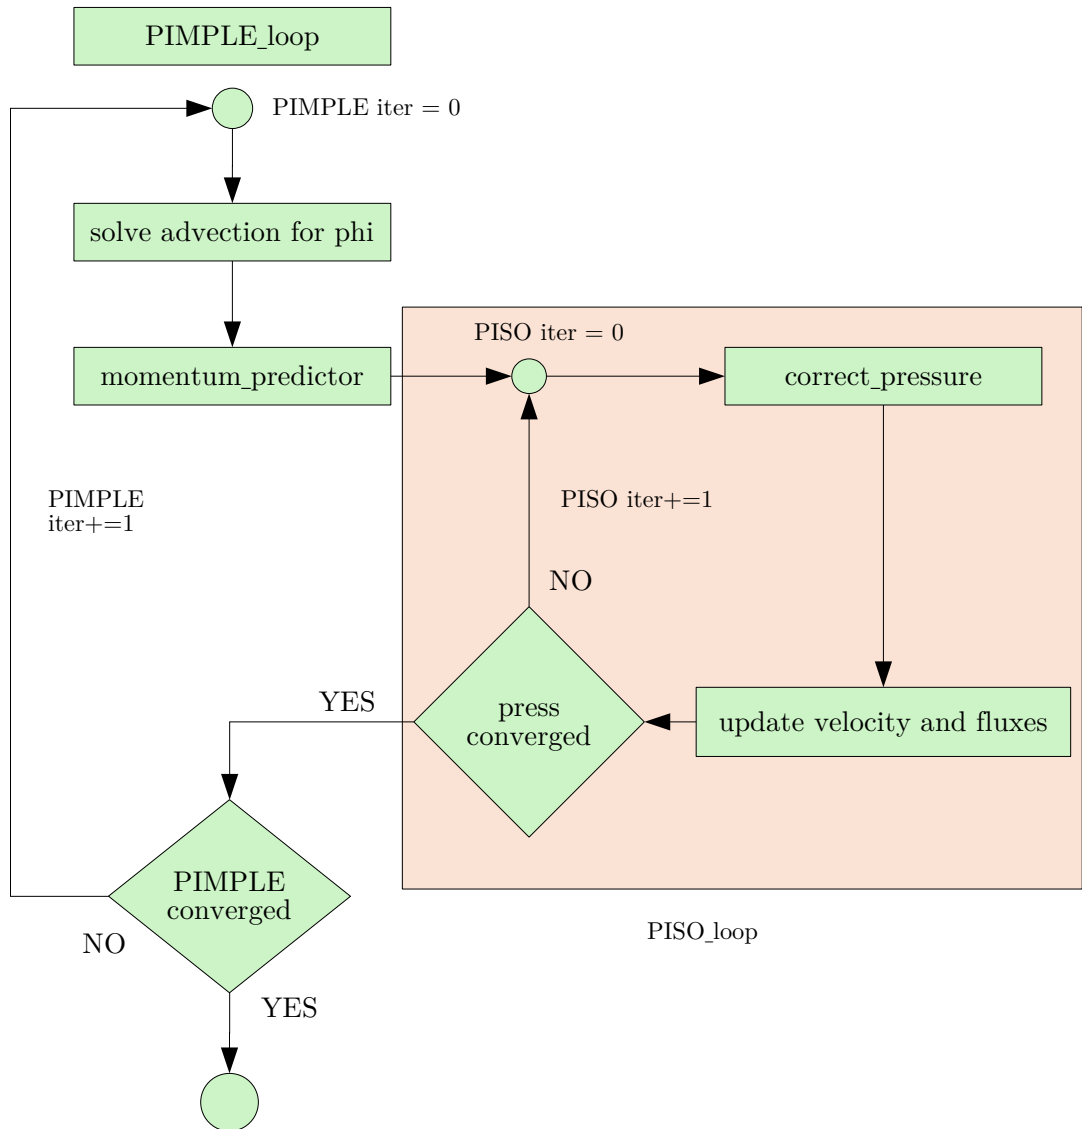 PIMPLE_loop
PIMPLE iter = 0
solve advection for phi
PISO iter = 0
momentum_predictor
correct_pressure
PIMPLE
iter+=1
PISO iter+=1
NO
YES
press
converged
update velocity and fluxes
PIMPLE
converged
NO
PISO_loop
YES